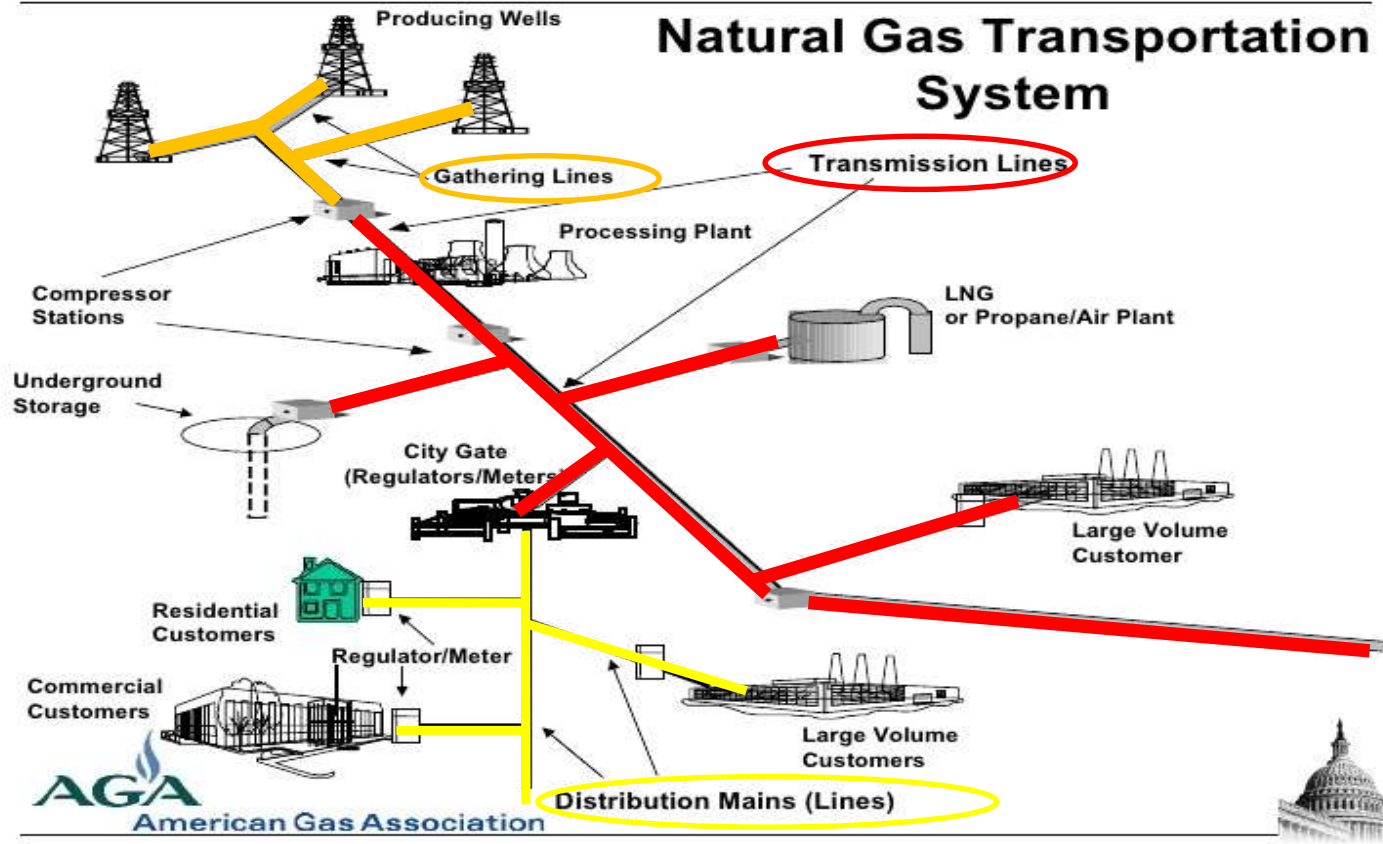 Producing Wells
Natural Gas Transportation
System
Transmission Lines
Gathering Lines
Processing Plant
Compressor
Stations
LNG
or Propane/Air Plant
Underground
Storage
City Gate
(Regulators/Meters)
Large Volume
Customer
Residential
Customers
Regulator/Meter
Commercial
Customers
Large Volume
Customers
Distribution Mains (Lines)
AGA
American Gas Association